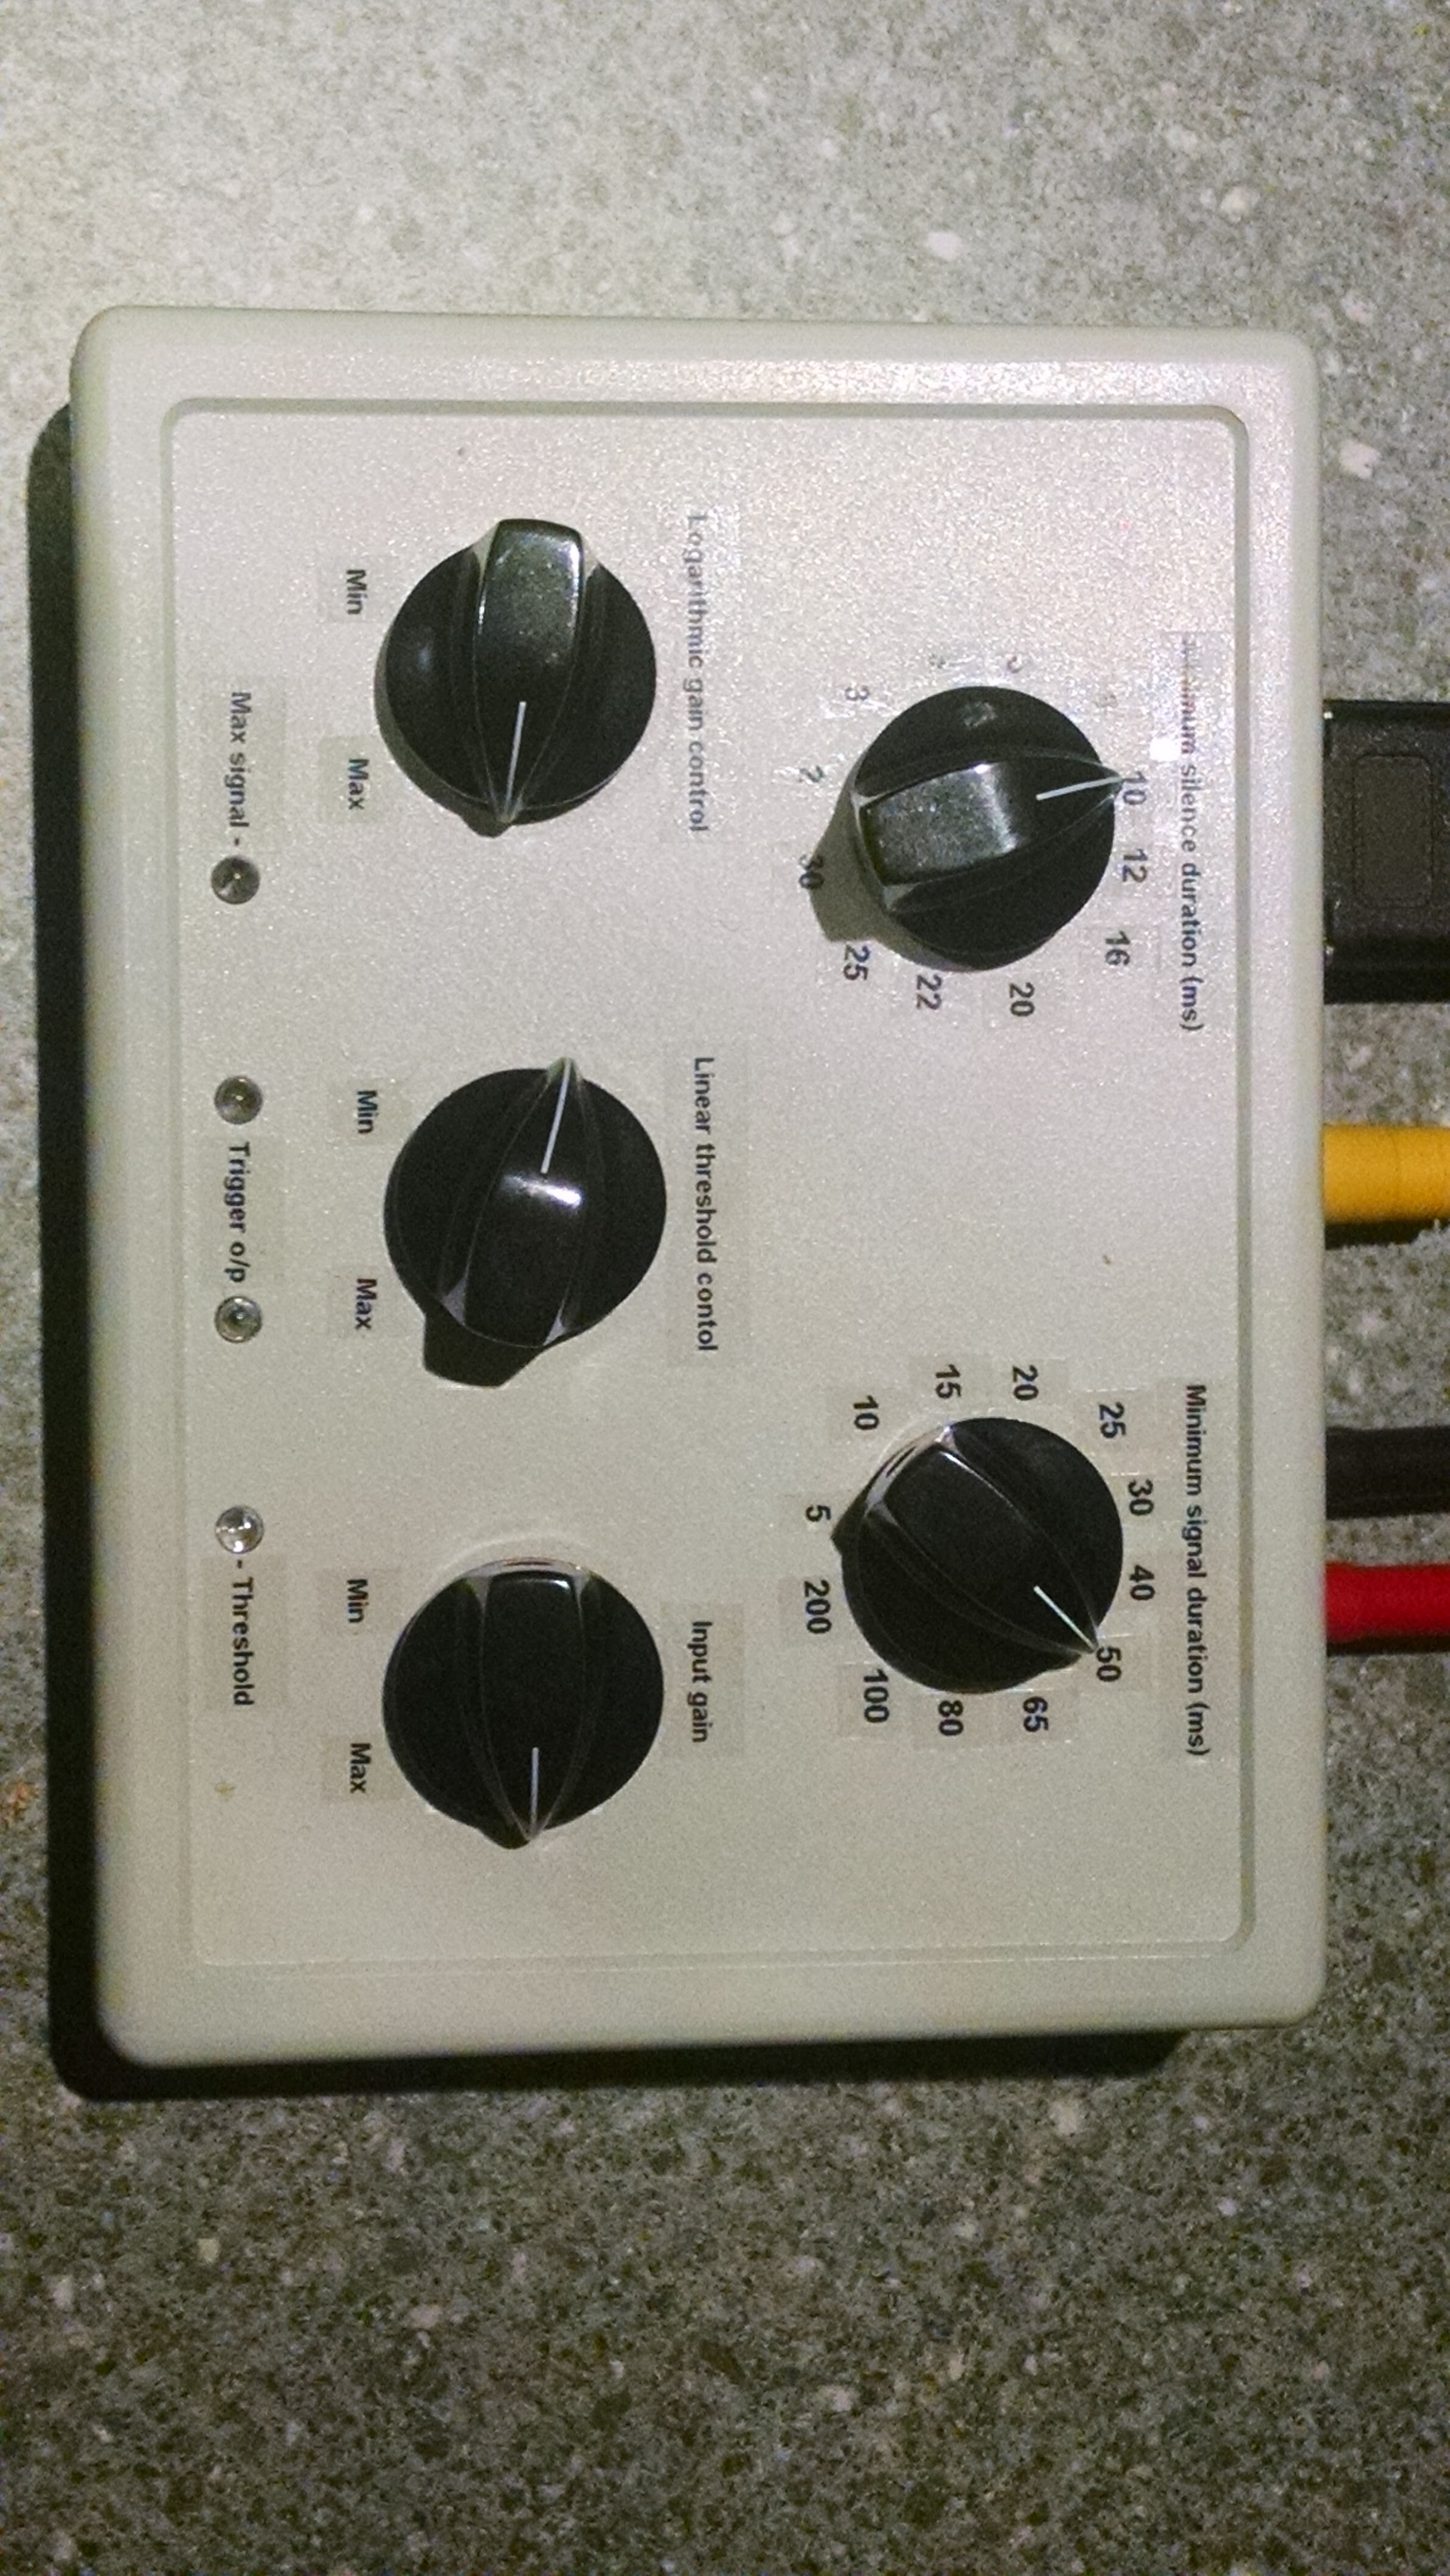 Minimum silence duration (ms)
Minimum signal duration (ms)
10 12 16 20 22 25 30 2 3
5 10 15 20 25 30 40 50 65 80 100 200
Logarithmic gain control
Linear threshold contol
Input gain
Min Max
Min Max
Min Max
Max signal -
Trigger o/p
- Threshold